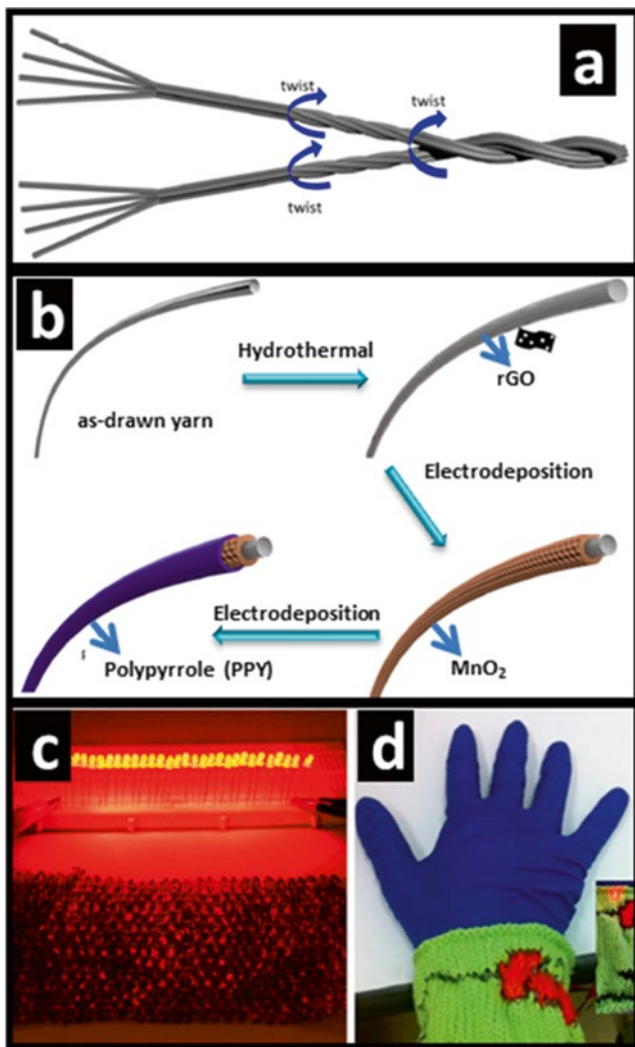 a
twist
twist
twist
b
Hydrothermal
rGO
as-drawn yarn
Electrodeposition
Electrodeposition
MnO₂
Polypyrrole (PPY)
c
d